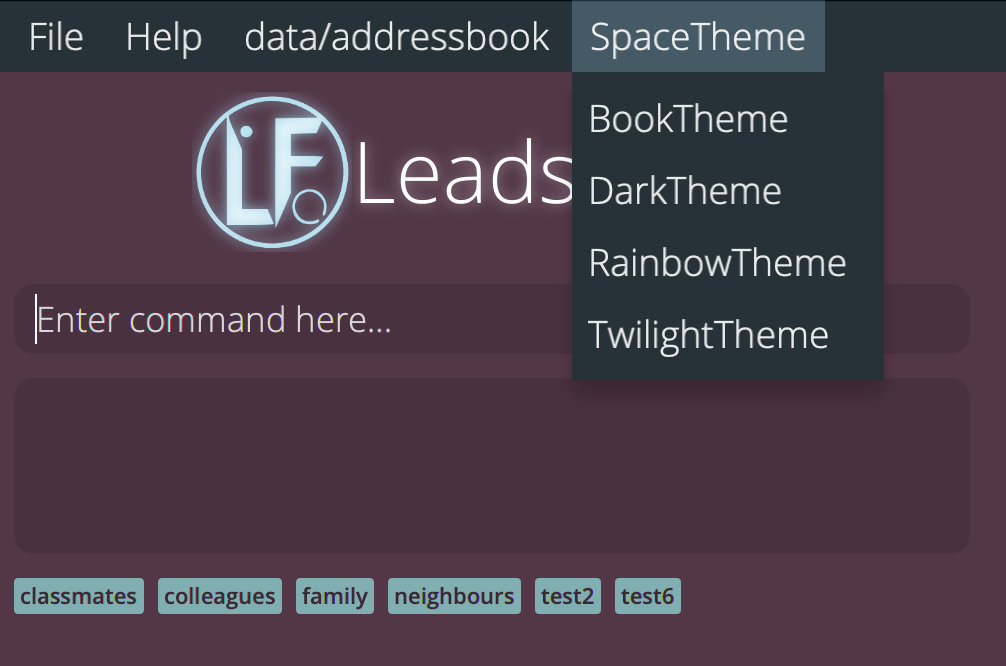 File Help data/addressbook SpaceTheme
BookTheme
DarkTheme
RainbowTheme
TwilightTheme
LF Leads
Enter command here...
classmates colleagues family neighbours test2 test6